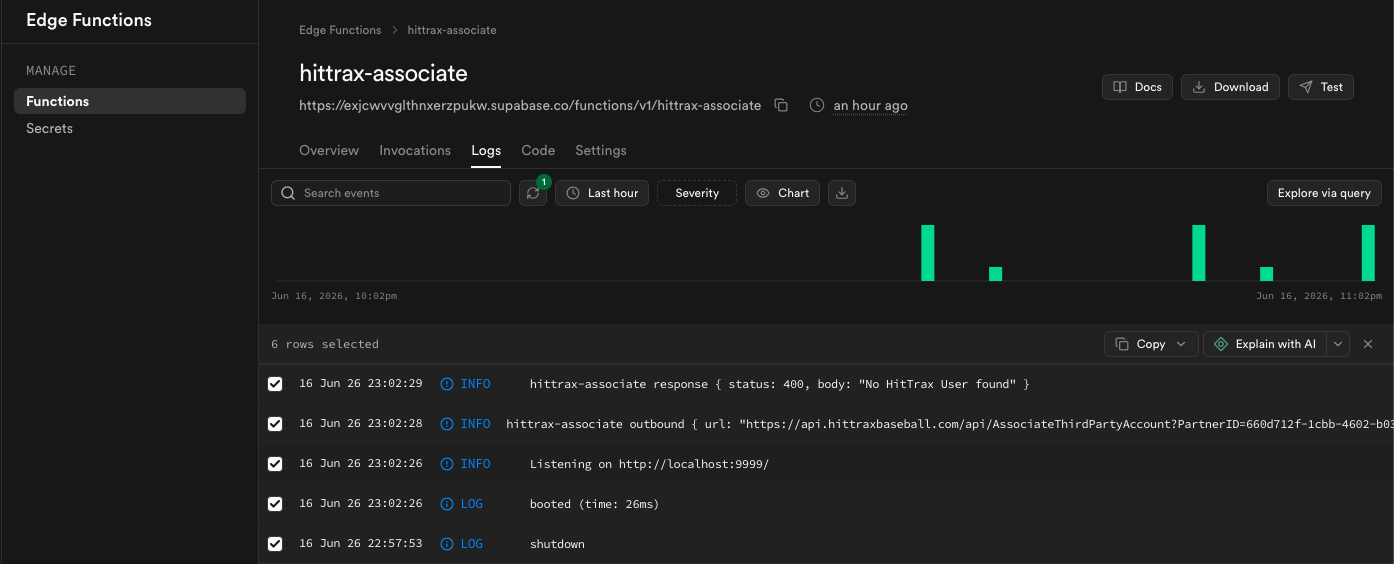 Edge Functions
MANAGE
Functions
Secrets
Edge Functions > hittrax-associate
hittrax-associate
https://exjcwvvglthnxerzpukw.supabase.co/functions/v1/hittrax-associate an hour ago
Docs Download Test
Overview Invocations Logs Code Settings
Search events 1 Last hour Severity Chart Explore via query
Jun 16, 2026, 10:02pm Jun 16, 2026, 11:02pm
6 rows selected Copy Explain with AI
16 Jun 26 23:02:29 INFO hittrax-associate response { status: 400, body: "No HitTrax User found" }
16 Jun 26 23:02:28 INFO hittrax-associate outbound { url: "https://api.hittraxbaseball.com/api/AssociateThirdPartyAccount?PartnerID=660d712f-1cbb-4602-b03
16 Jun 26 23:02:26 INFO Listening on http://localhost:9999/
16 Jun 26 23:02:26 LOG booted (time: 26ms)
16 Jun 26 22:57:53 LOG shutdown